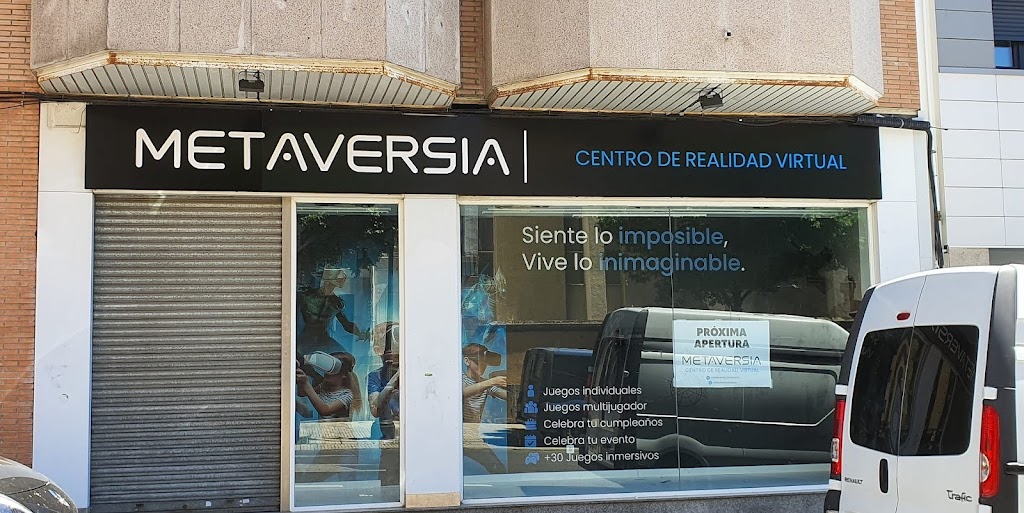 METAVERSIA
CENTRO DE REALIDAD VIRTUAL
Siente lo imposible,
Vive lo inimaginable.
PRÓXIMA
APERTURA
METAVERSIA
CENTRO DE REALIDAD VIRTUAL
Juegos individuales
Juegos multijugador
Celebra tu cumpleaños
Celebra tu evento
+30 Juegos inmersivos
RENAULT
Trafic